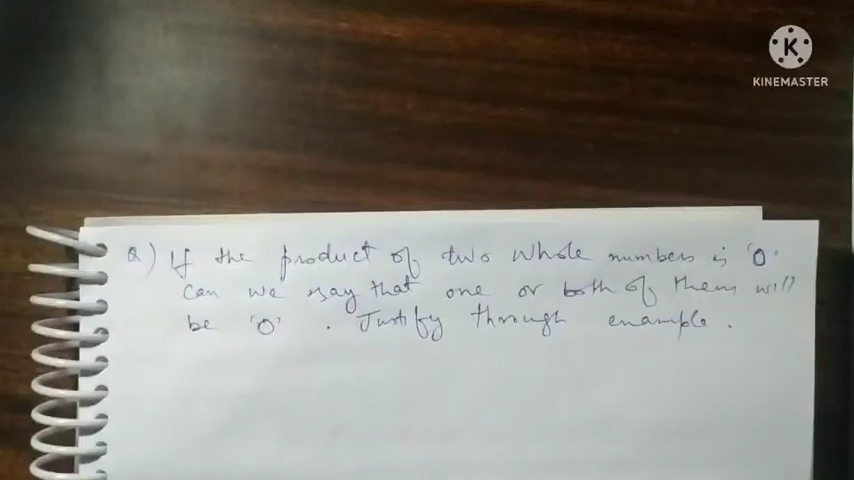 KINEMASTER
Q) If the product of two whole numbers is '0'
can we say that one or both of them will
be '0' . Justify through example .